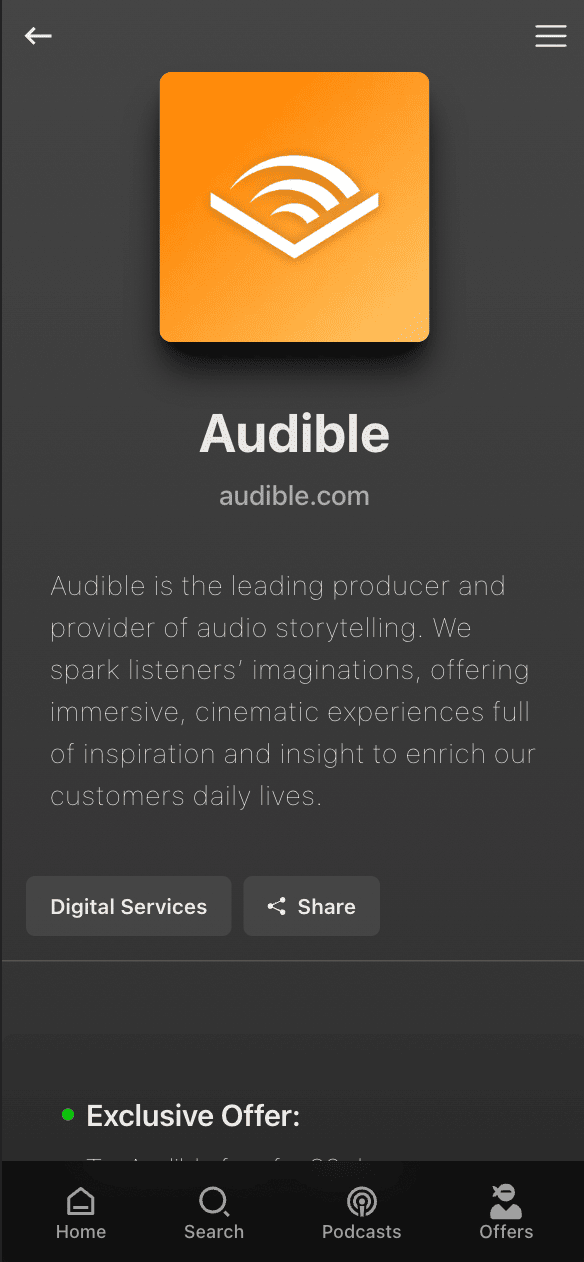 Audible
audible.com
Audible is the leading producer and
provider of audio storytelling. We
spark listeners’ imaginations, offering
immersive, cinematic experiences full
of inspiration and insight to enrich our
customers daily lives.
Digital Services
Share
Exclusive Offer:
Home
Search
Podcasts
Offers